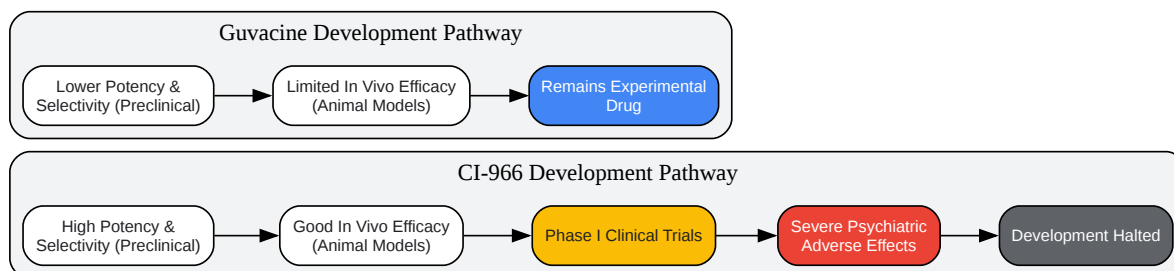 Guvacine Development Pathway
Lower Potency &
Selectivity (Preclinical)
Limited In Vivo Efficacy
(Animal Models)
Remains Experimental
Drug
CI-966 Development Pathway
High Potency &
Selectivity (Preclinical)
Good In Vivo Efficacy
(Animal Models)
Phase I Clinical Trials
Severe Psychiatric
Adverse Effects
Development Halted